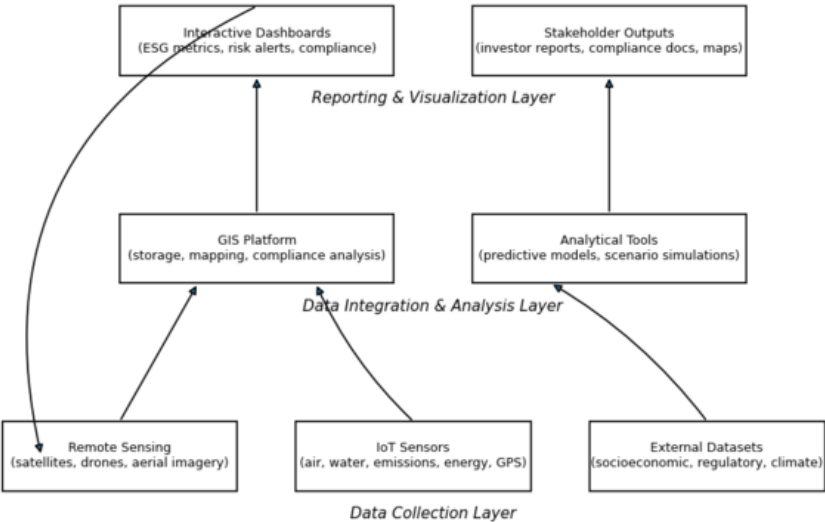 Interactive Dashboards
(ESG metrics, risk alerts, compliance)
Stakeholder Outputs
(investor reports, compliance docs, maps)
Reporting & Visualization Layer
GIS Platform
(storage, mapping, compliance analysis)
Analytical Tools
(predictive models, scenario simulations)
Data Integration & Analysis Layer
Remote Sensing
(satellites, drones, aerial imagery)
IoT Sensors
(air, water, emissions, energy, GPS)
External Datasets
(socioeconomic, regulatory, climate)
Data Collection Layer